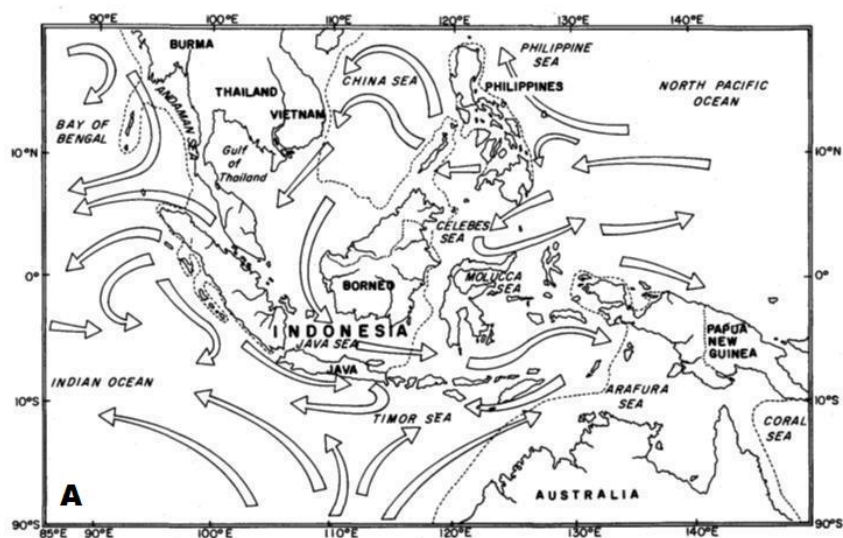 90°E 100°E 110°E 120°E 130°E 140°E
BURMA
THAILAND
VIETNAM
CHINA SEA
PHILIPPINE
SEA
PHILIPPINES
NORTH PACIFIC
OCEAN
ANDAMAN SEA
BAY OF
BENGAL
Gulf
of
Thailand
10°N 10°N
CELEBES
SEA
0° 0°
BORNEO
MOLUCCA
SEA
INDONESIA
JAVA SEA
PAPUA
NEW
GUINEA
JAVA
INDIAN OCEAN
ARAFURA
SEA
10°S 10°S
TIMOR SEA
CORAL
SEA
A
AUSTRALIA
90°S 90°S
85°E 90°E 100°E 110°E 120°E 130°E 140°E